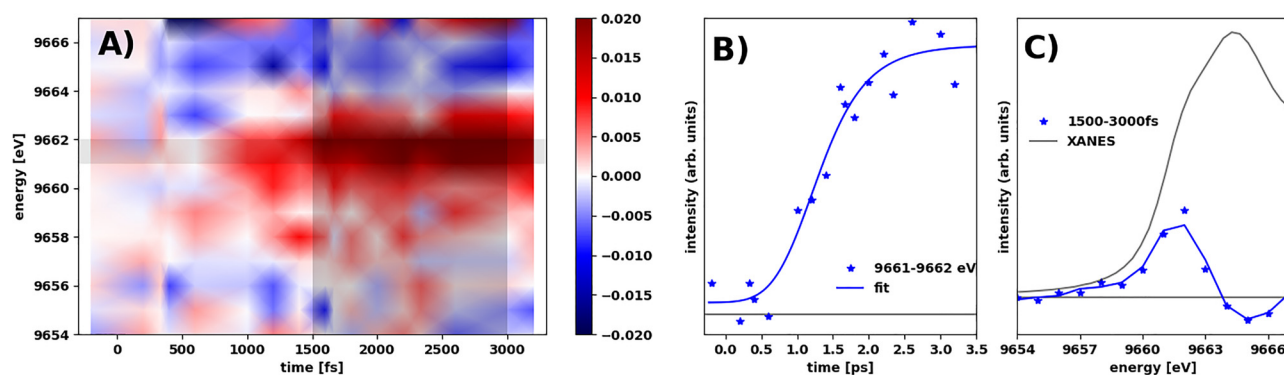 A)
energy [eV]
9666
9664
9662
9660
9658
9656
9654
0 500 1000 1500 2000 2500 3000
time [fs]
0.020
0.015
0.010
0.005
0.000
−0.005
−0.010
−0.015
−0.020
B)
intensity (arb. units)
9661-9662 eV
fit
0.0 0.5 1.0 1.5 2.0 2.5 3.0 3.5
time [ps]
C)
intensity (arb. units)
1500-3000fs
XANES
9654 9657 9660 9663 9666
energy [eV]